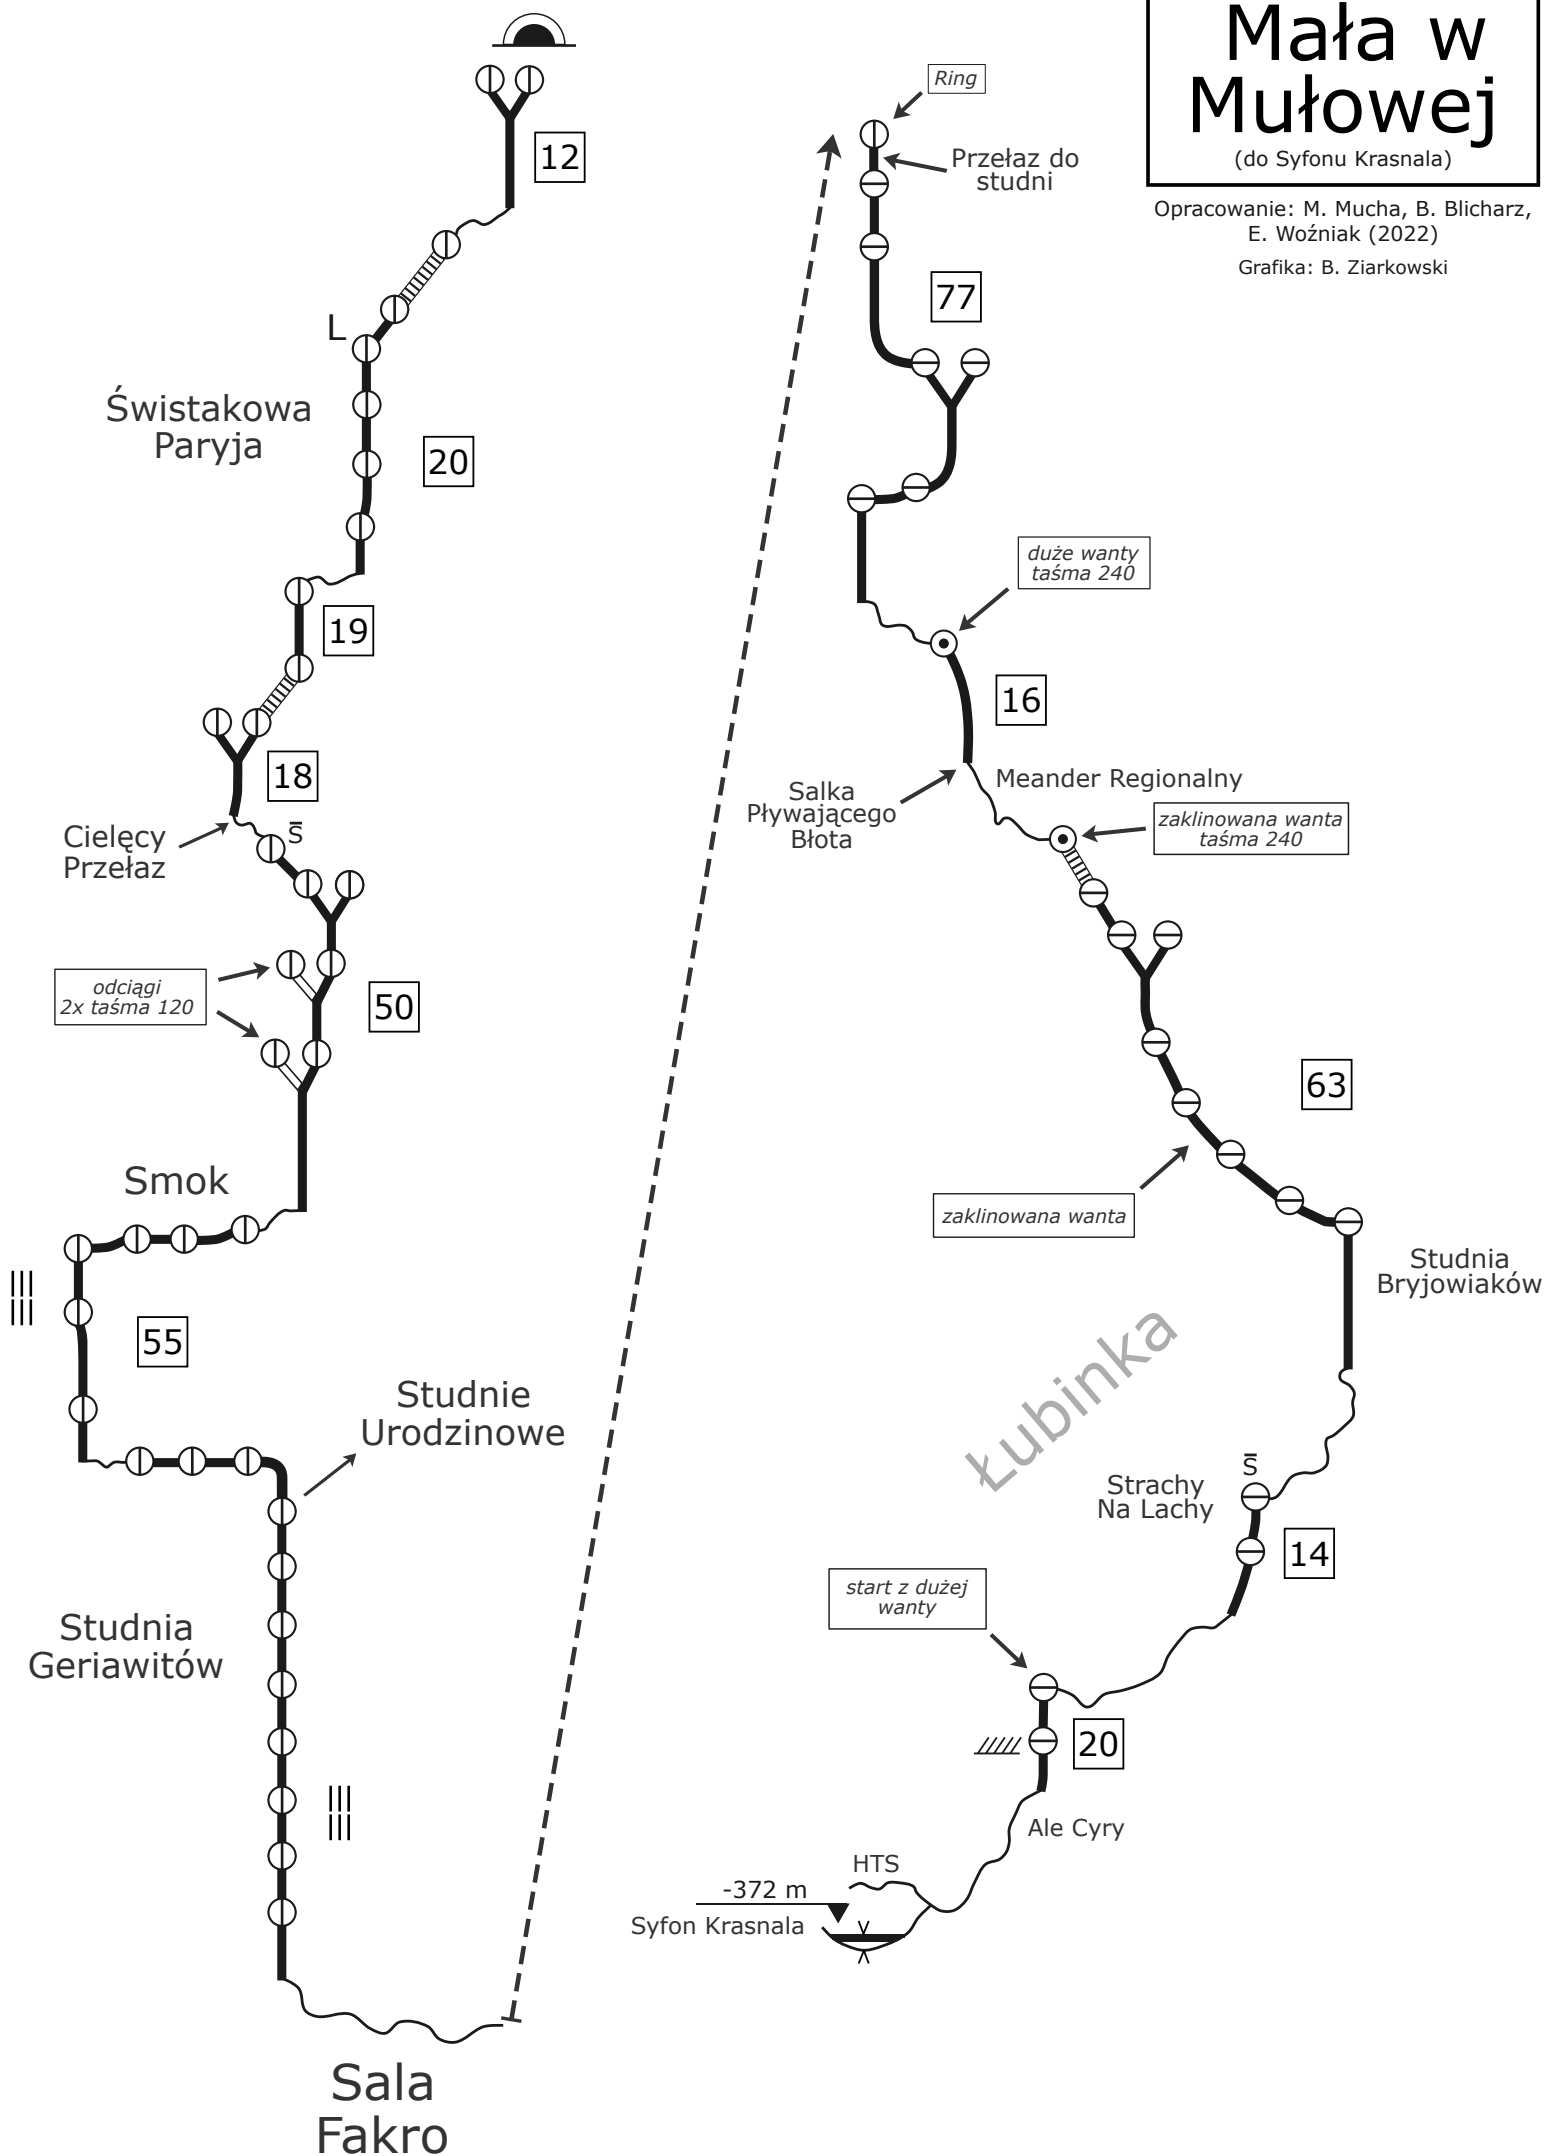 Mała w
Mułowej
(do Syfonu Krasnala)
Opracowanie: M. Mucha, B. Blicharz,
E. Woźniak (2022)
Grafika: B. Ziarkowski
12
L
Świstakowa
Paryja
20
19
18
Cielęcy
Przełaz
s̄
odciągi
2x taśma 120
50
Smok
55
Studnie
Urodzinowe
Studnia
Geriawitów
Sala
Fakro
Ring
Przełaz do
studni
77
duże wanty
taśma 240
16
Salka
Pływającego
Błota
Meander Regionalny
zaklinowana wanta
taśma 240
63
zaklinowana wanta
Studnia
Bryjowiaków
Łubinka
s̄
Strachy
Na Lachy
14
start z dużej
wanty
20
Ale Cyry
HTS
-372 m
Syfon Krasnala